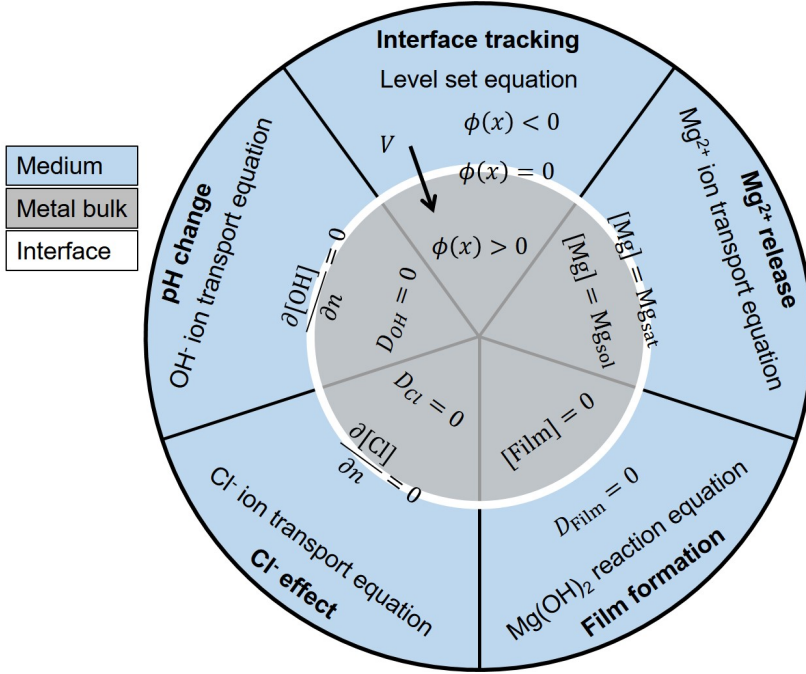 Medium
Metal bulk
Interface
Interface tracking
Level set equation
ϕ(x) < 0
V
ϕ(x) = 0
ϕ(x) > 0
Mg²⁺ release
Mg²⁺ ion transport equation
[Mg] = Mg_sat
[Mg] = Mg_sol
pH change
OH⁻ ion transport equation
∂[OH]/∂n = 0
D_OH = 0
D_Cl = 0
∂[Cl]/∂n = 0
Cl⁻ ion transport equation
Cl⁻ effect
[Film] = 0
D_Film = 0
Mg(OH)₂ reaction equation
Film formation